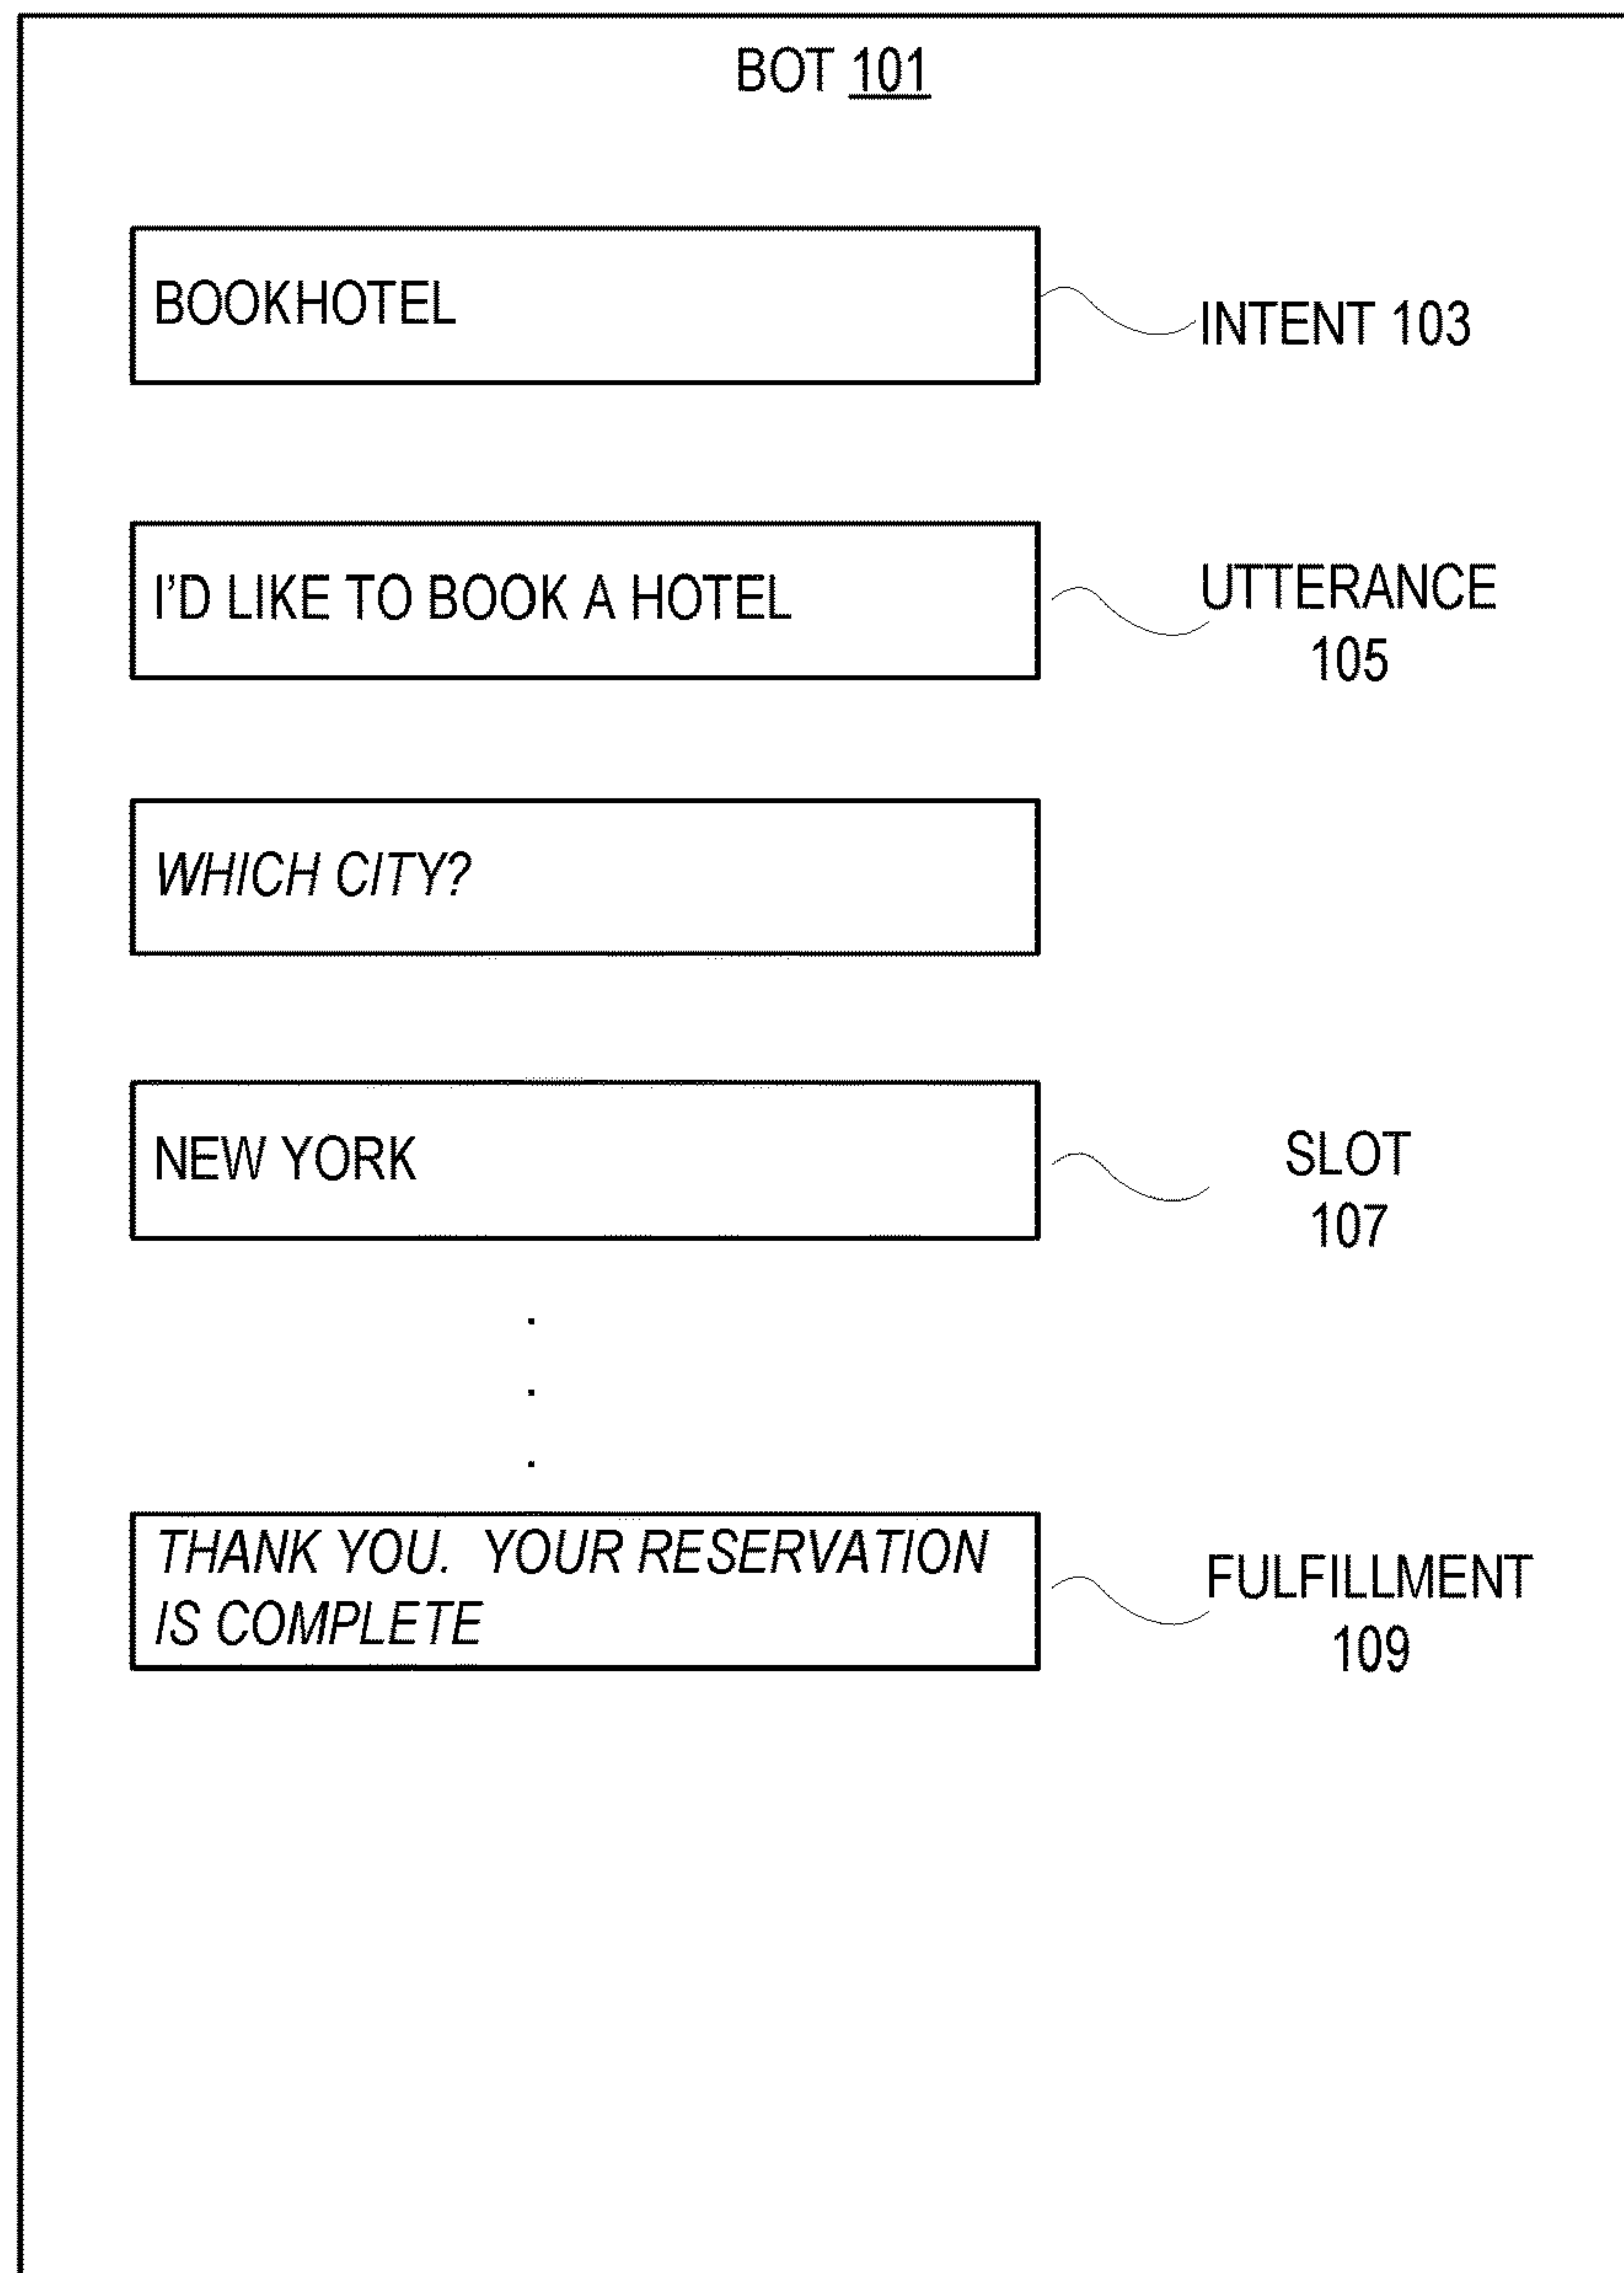 BOT 101
BOOKHOTEL
INTENT 103
I'D LIKE TO BOOK A HOTEL
UTTERANCE
105
WHICH CITY?
NEW YORK
SLOT
107
THANK YOU. YOUR RESERVATION
IS COMPLETE
FULFILLMENT
109